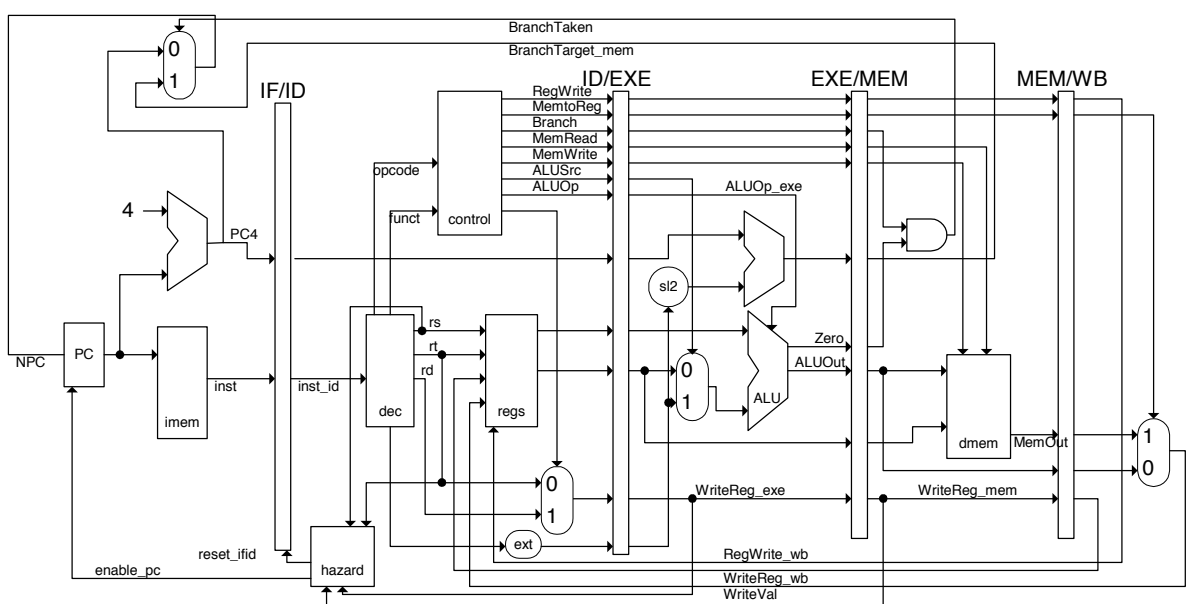 BranchTaken
0
BranchTarget_mem
1
IF/ID
ID/EXE
EXE/MEM
MEM/WB
RegWrite
MemtoReg
Branch
MemRead
MemWrite
opcode
ALUSrc
ALUOp
ALUOp_exe
4
funct
control
PC4
sl2
rs
Zero
PC
rt
NPC
ALUOut
rd
0
inst
inst_id
1
ALU
imem
dec
regs
dmem
MemOut
1
0
0
WriteReg_exe
WriteReg_mem
1
ext
reset_ifid
RegWrite_wb
enable_pc
hazard
WriteReg_wb
WriteVal